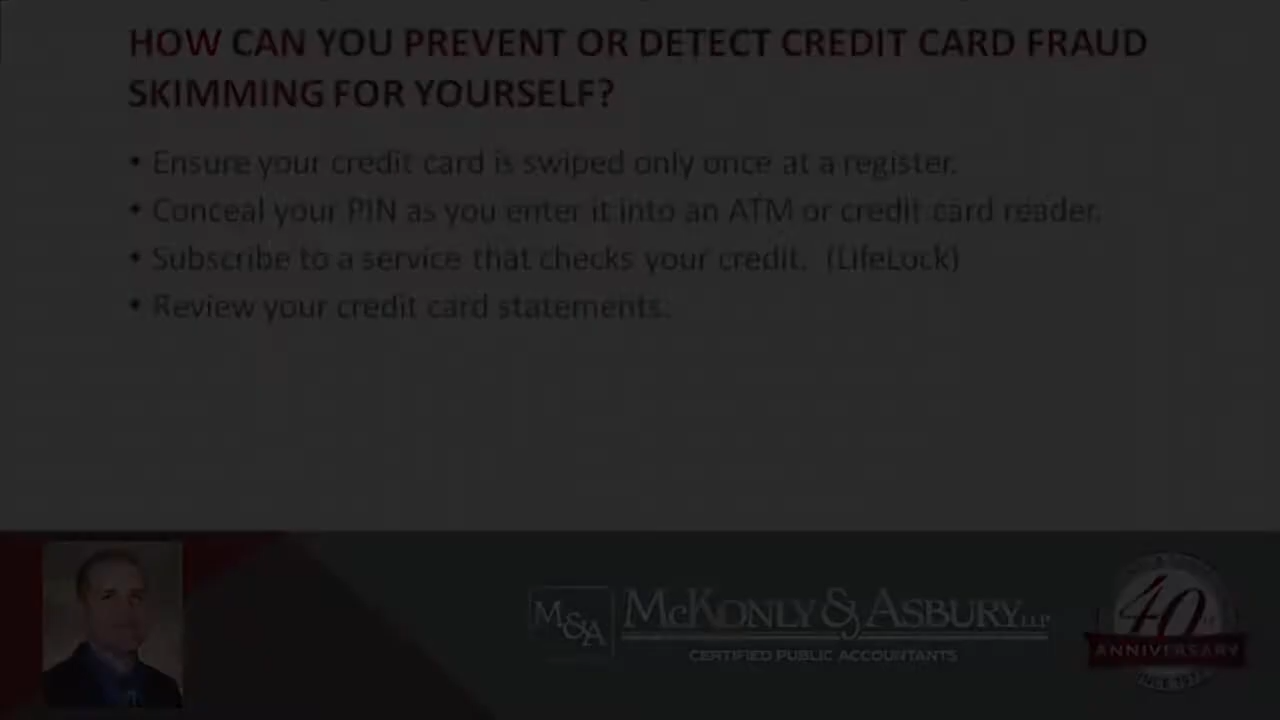 HOW CAN YOU PREVENT OR DETECT CREDIT CARD FRAUD
SKIMMING FOR YOURSELF?
• Ensure your credit card is swiped only once at a register.
• Conceal your PIN as you enter it into an ATM or credit card reader.
• Subscribe to a service that checks your credit. (LifeLock)
• Review your credit card statements.
M&A
McKONLY & ASBURY LLP
CERTIFIED PUBLIC ACCOUNTANTS
40
ANNIVERSARY